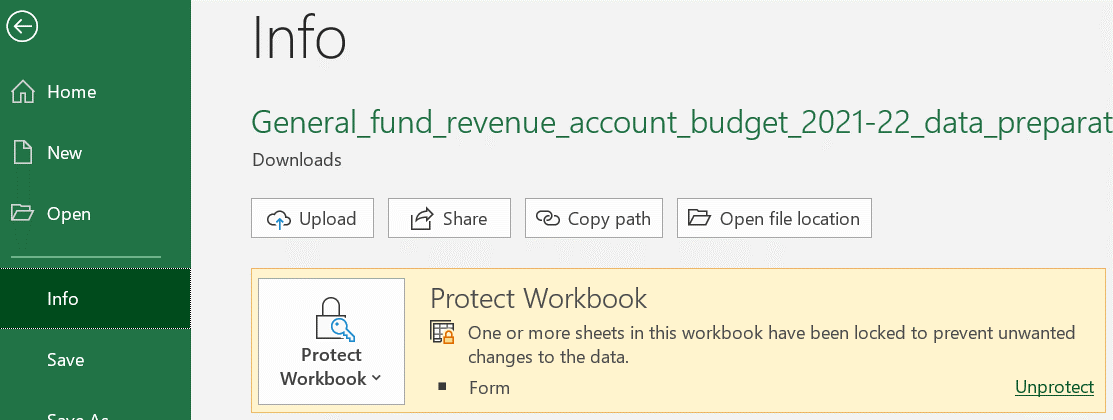 Info
Home
General_fund_revenue_account_budget_2021-22_data_preparat
New
Downloads
Open
Upload
Share
Copy path
Open file location
Info
Protect Workbook
One or more sheets in this workbook have been locked to prevent unwanted
changes to the data.
Protect
Workbook
Save
Form
Unprotect
Save As